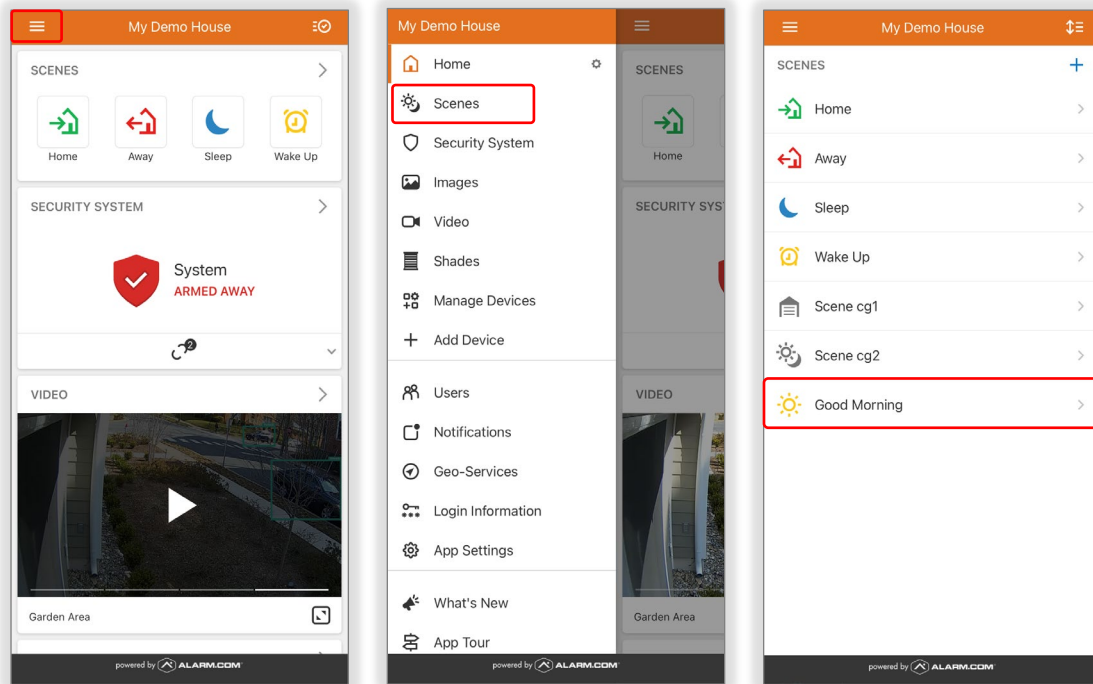 My Demo House
SCENES
Home
Away
Sleep
Wake Up
SECURITY SYSTEM
System
ARMED AWAY
2
VIDEO
Garden Area
powered by ALARM.COM
My Demo House
Home
Scenes
Security System
Images
Video
Shades
Manage Devices
Add Device
Users
Notifications
Geo-Services
Login Information
App Settings
What's New
App Tour
SCENES
Home
SECURITY SYS
VIDEO
Garden Area
powered by ALARM.COM
My Demo House
SCENES
Home
Away
Sleep
Wake Up
Scene cg1
Scene cg2
Good Morning
powered by ALARM.COM